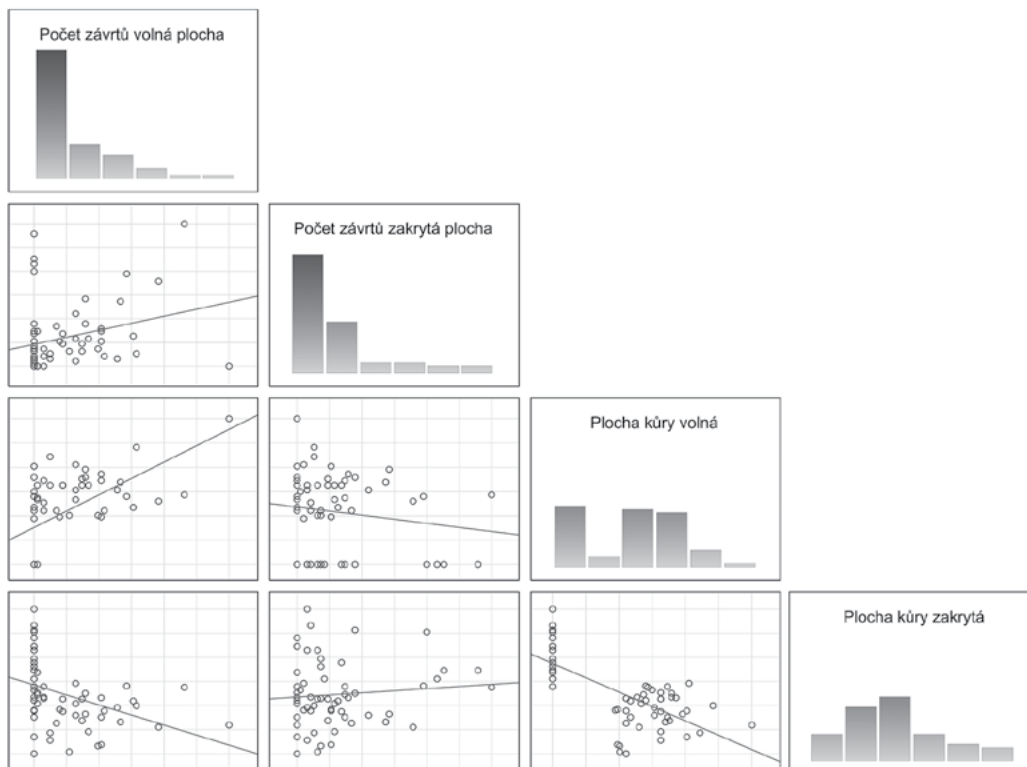 Počet závrtů volná plocha
Počet závrtů zakrytá plocha
Plocha kůry volná
Plocha kůry zakrytá